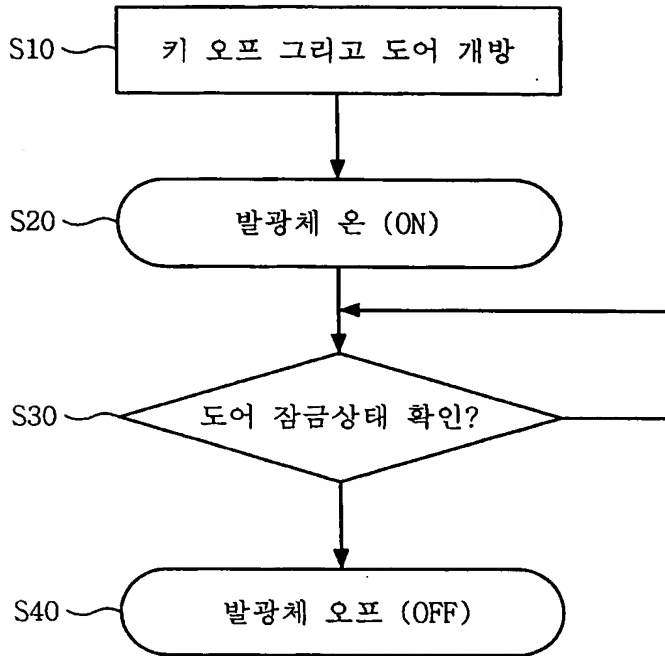 S10 키 오프 그리고 도어 개방
S20 발광체 온 (ON)
S30 도어 잠금상태 확인?
S40 발광체 오프 (OFF)